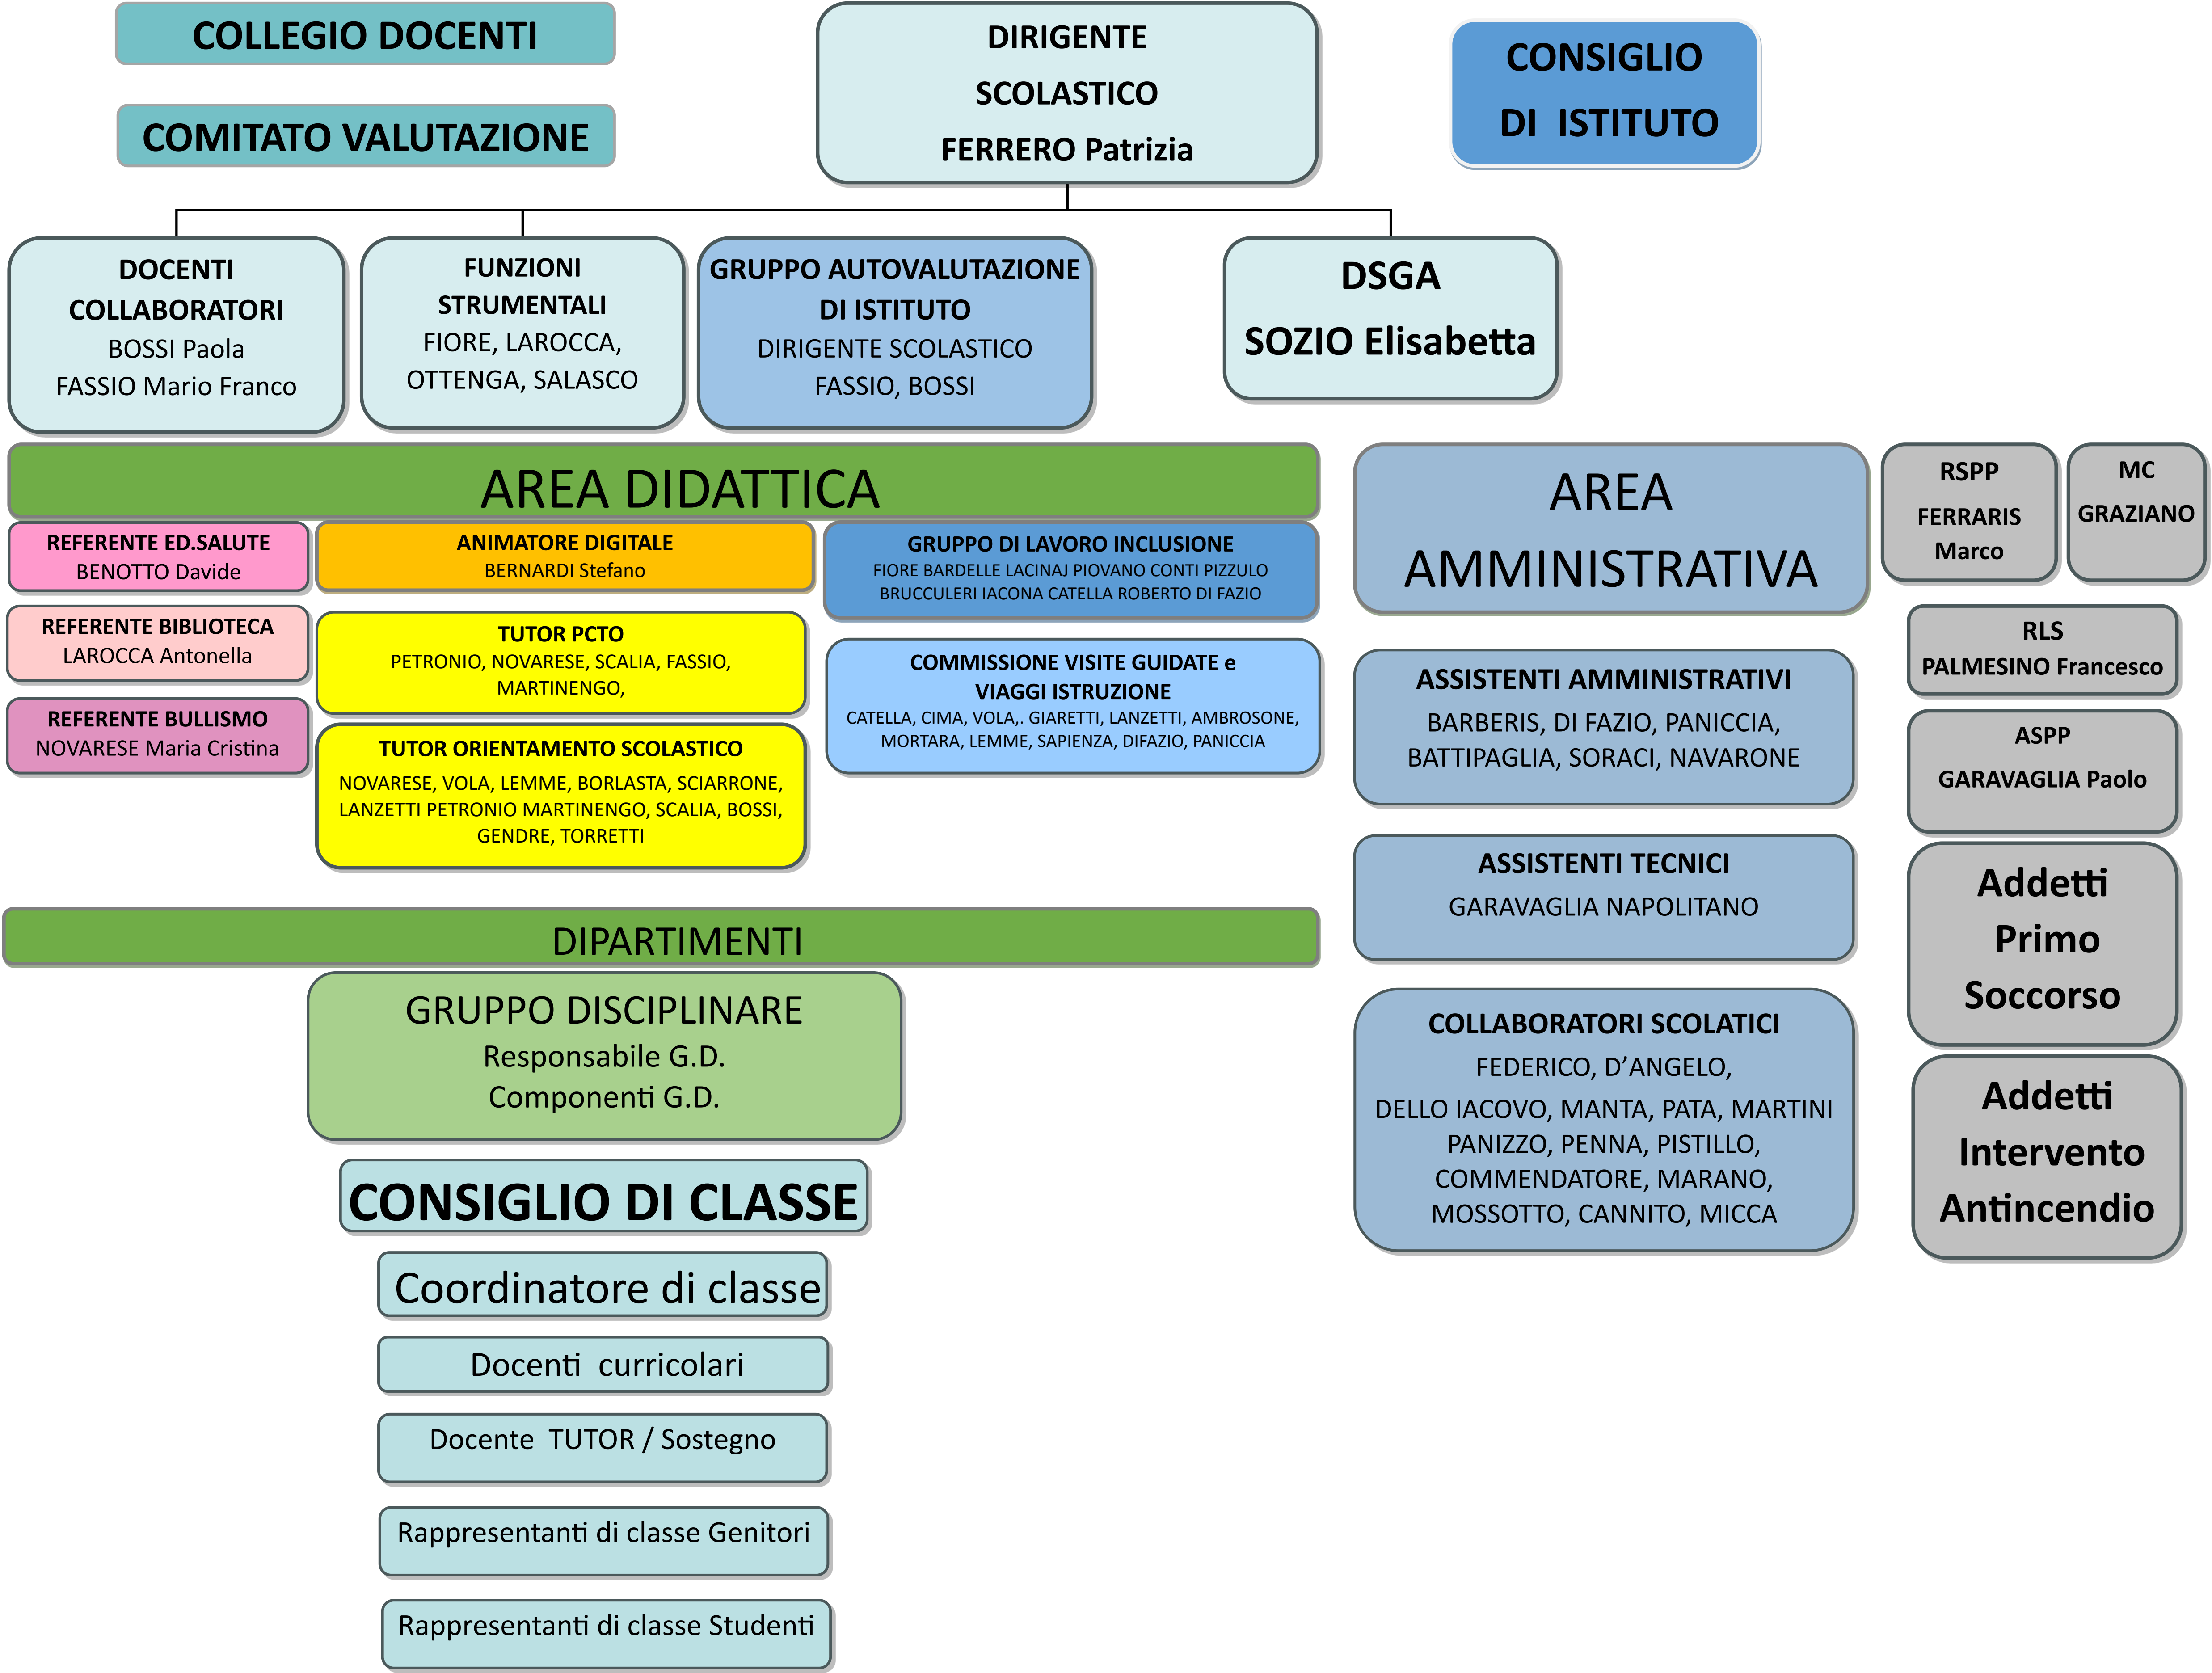 COLLEGIO DOCENTI
COMITATO VALUTAZIONE
DIRIGENTE
SCOLASTICO
FERRERO Patrizia
CONSIGLIO
DI  ISTITUTO
DOCENTI
COLLABORATORI
BOSSI Paola
FASSIO Mario Franco
FUNZIONI
STRUMENTALI
FIORE, LAROCCA,
OTTENGA, SALASCO
GRUPPO AUTOVALUTAZIONE
DI ISTITUTO
DIRIGENTE SCOLASTICO
FASSIO, BOSSI
DSGA
SOZIO Elisabetta
AREA DIDATTICA
REFERENTE ED.SALUTE
BENOTTO Davide
REFERENTE BIBLIOTECA
LAROCCA Antonella
REFERENTE BULLISMO
NOVARESE Maria Cristina
ANIMATORE DIGITALE
BERNARDI Stefano
TUTOR PCTO
PETRONIO, NOVARESE, SCALIA, FASSIO,
MARTINENGO,
TUTOR ORIENTAMENTO SCOLASTICO
NOVARESE, VOLA, LEMME, BORLASTA, SCIARRONE,
LANZETTI PETRONIO MARTINENGO, SCALIA, BOSSI,
GENDRE, TORRETTI
GRUPPO DI LAVORO INCLUSIONE
FIORE BARDELLE LACINAJ PIOVANO CONTI PIZZULO
BRUCCULERI IACONA CATELLA ROBERTO DI FAZIO
COMMISSIONE VISITE GUIDATE e
VIAGGI ISTRUZIONE
CATELLA, CIMA, VOLA,. GIARETTI, LANZETTI, AMBROSONE,
MORTARA, LEMME, SAPIENZA, DIFAZIO, PANICCIA
DIPARTIMENTI
GRUPPO DISCIPLINARE
Responsabile G.D.
Componenti G.D.
CONSIGLIO DI CLASSE
Coordinatore di classe
Docenti  curricolari
Docente  TUTOR / Sostegno
Rappresentanti di classe Genitori
Rappresentanti di classe Studenti
AREA
AMMINISTRATIVA
ASSISTENTI AMMINISTRATIVI
BARBERIS, DI FAZIO, PANICCIA,
BATTIPAGLIA, SORACI, NAVARONE
ASSISTENTI TECNICI
GARAVAGLIA NAPOLITANO
COLLABORATORI SCOLATICI
FEDERICO, D’ANGELO,
DELLO IACOVO, MANTA, PATA, MARTINI
PANIZZO, PENNA, PISTILLO,
COMMENDATORE, MARANO,
MOSSOTTO, CANNITO, MICCA
RSPP
FERRARIS
Marco
MC
GRAZIANO
RLS
PALMESINO Francesco
ASPP
GARAVAGLIA Paolo
Addetti
Primo
Soccorso
Addetti
Intervento
Antincendio